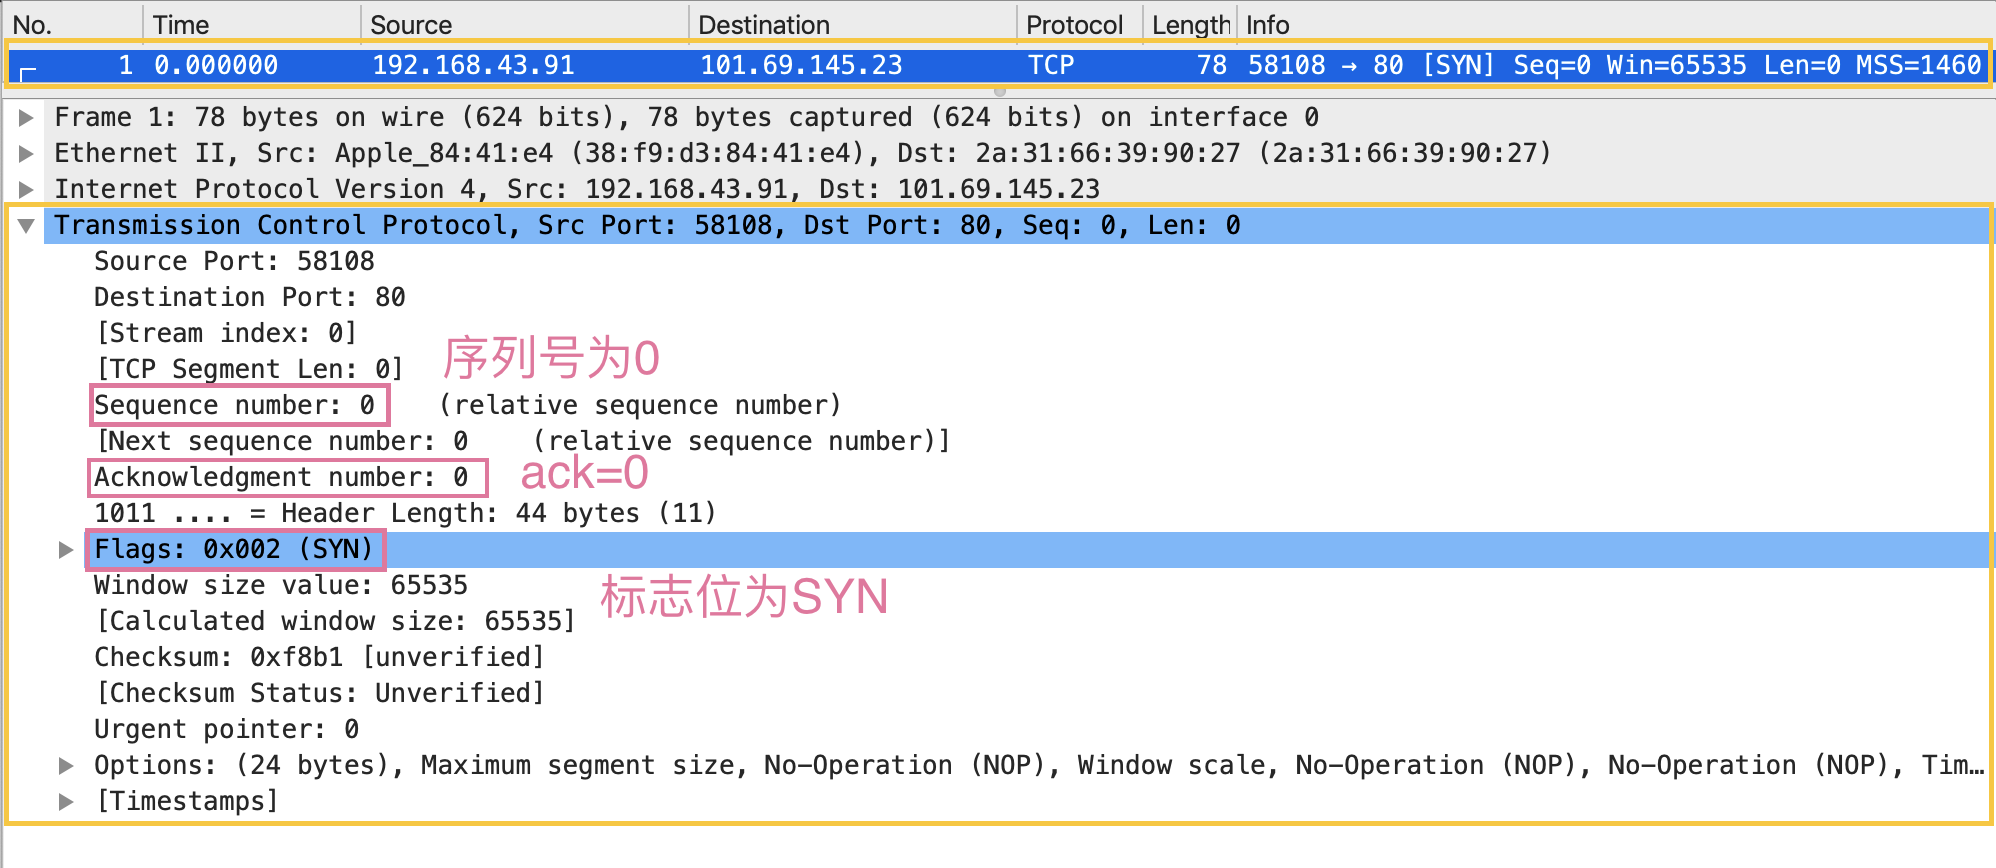 No. Time Source Destination Protocol Length Info
1 0.000000 192.168.43.91 101.69.145.23 TCP 78 58108 → 80 [SYN] Seq=0 Win=65535 Len=0 MSS=1460
Frame 1: 78 bytes on wire (624 bits), 78 bytes captured (624 bits) on interface 0
Ethernet II, Src: Apple_84:41:e4 (38:f9:d3:84:41:e4), Dst: 2a:31:66:39:90:27 (2a:31:66:39:90:27)
Internet Protocol Version 4, Src: 192.168.43.91, Dst: 101.69.145.23
Transmission Control Protocol, Src Port: 58108, Dst Port: 80, Seq: 0, Len: 0
Source Port: 58108
Destination Port: 80
[Stream index: 0]
[TCP Segment Len: 0]
序列号为0
Sequence number: 0 (relative sequence number)
[Next sequence number: 0 (relative sequence number)]
Acknowledgment number: 0
ack=0
1011 .... = Header Length: 44 bytes (11)
Flags: 0x002 (SYN)
Window size value: 65535
标志位为SYN
[Calculated window size: 65535]
Checksum: 0xf8b1 [unverified]
[Checksum Status: Unverified]
Urgent pointer: 0
Options: (24 bytes), Maximum segment size, No-Operation (NOP), Window scale, No-Operation (NOP), No-Operation (NOP), Tim…
[Timestamps]